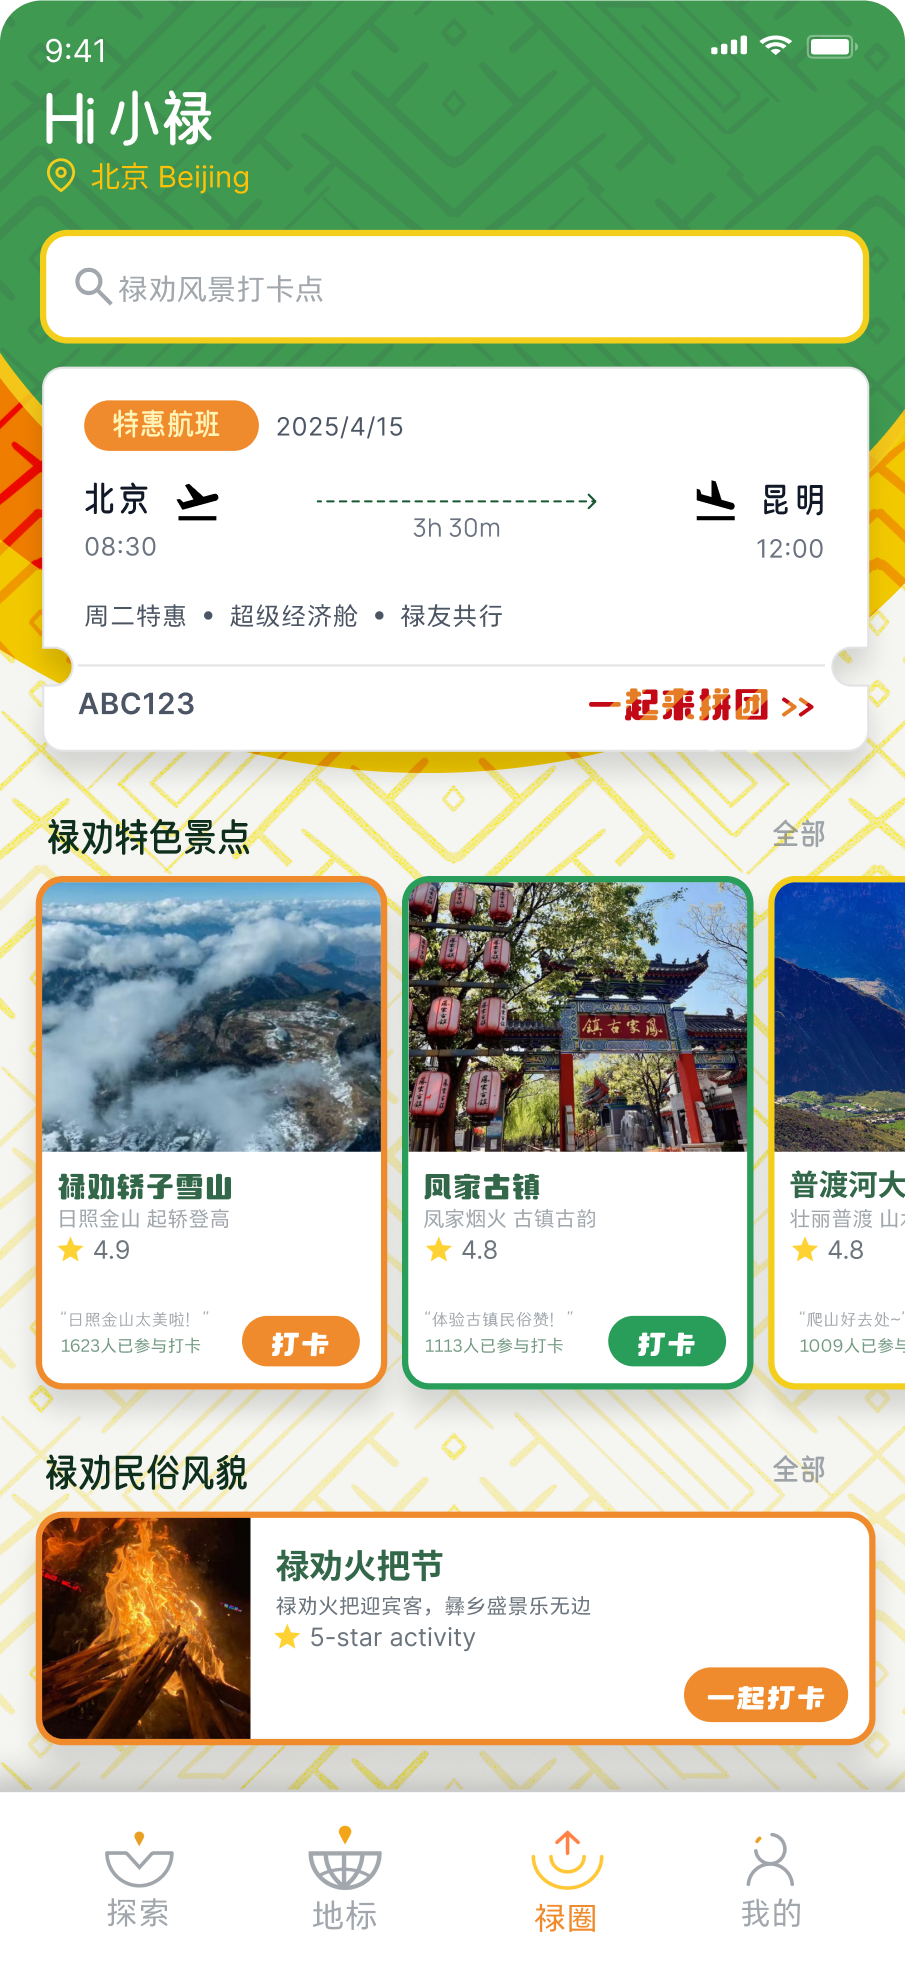 9:41
Hi 小禄
北京 Beijing
禄劝风景打卡点
特惠航班 2025/4/15
北京 昆明
08:30 3h 30m 12:00
周二特惠 • 超级经济舱 • 禄友共行
ABC123 一起来拼团 >>
禄劝特色景点 全部
鎮古家鳳
禄劝轿子雪山
日照金山 起轿登高
4.9
“日照金山太美啦！”
1623人已参与打卡
打卡
凤家古镇
凤家烟火 古镇古韵
4.8
“体验古镇民俗赞！”
1113人已参与打卡
打卡
普渡河大
壮丽普渡 山
4.8
“爬山好去处~”
1009人已参与
禄劝民俗风貌 全部
禄劝火把节
禄劝火把迎宾客，彝乡盛景乐无边
5-star activity
一起打卡
探索 地标 禄圈 我的